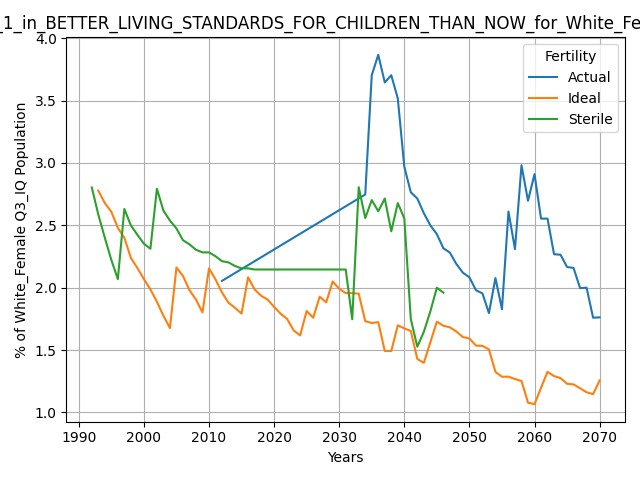 _1_in_BETTER_LIVING_STANDARDS_FOR_CHILDREN_THAN_NOW_for_White_Fe
Fertility
Actual
Ideal
Sterile
% of White_Female Q3_IQ Population
4.0
3.5
3.0
2.5
2.0
1.5
1.0
1990 2000 2010 2020 2030 2040 2050 2060 2070
Years